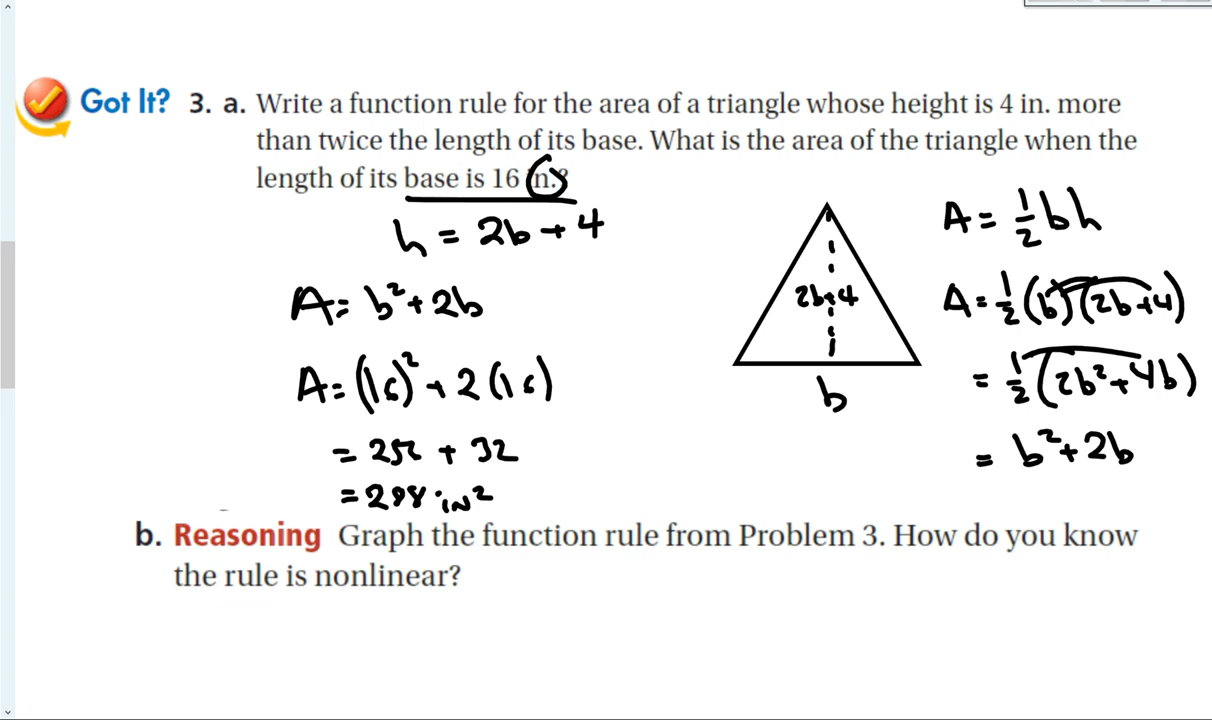 Got It? 3. a. Write a function rule for the area of a triangle whose height is 4 in. more
than twice the length of its base. What is the area of the triangle when the
length of its base is 16 in.?
h = 2b + 4
A = b² + 2b
A = (16)² + 2(16)
= 256 + 32
= 288 in²
2b+4
b
A = 1/2 bh
A = 1/2 (b)(2b+4)
= 1/2 (2b² + 4b)
= b² + 2b
b. Reasoning Graph the function rule from Problem 3. How do you know
the rule is nonlinear?